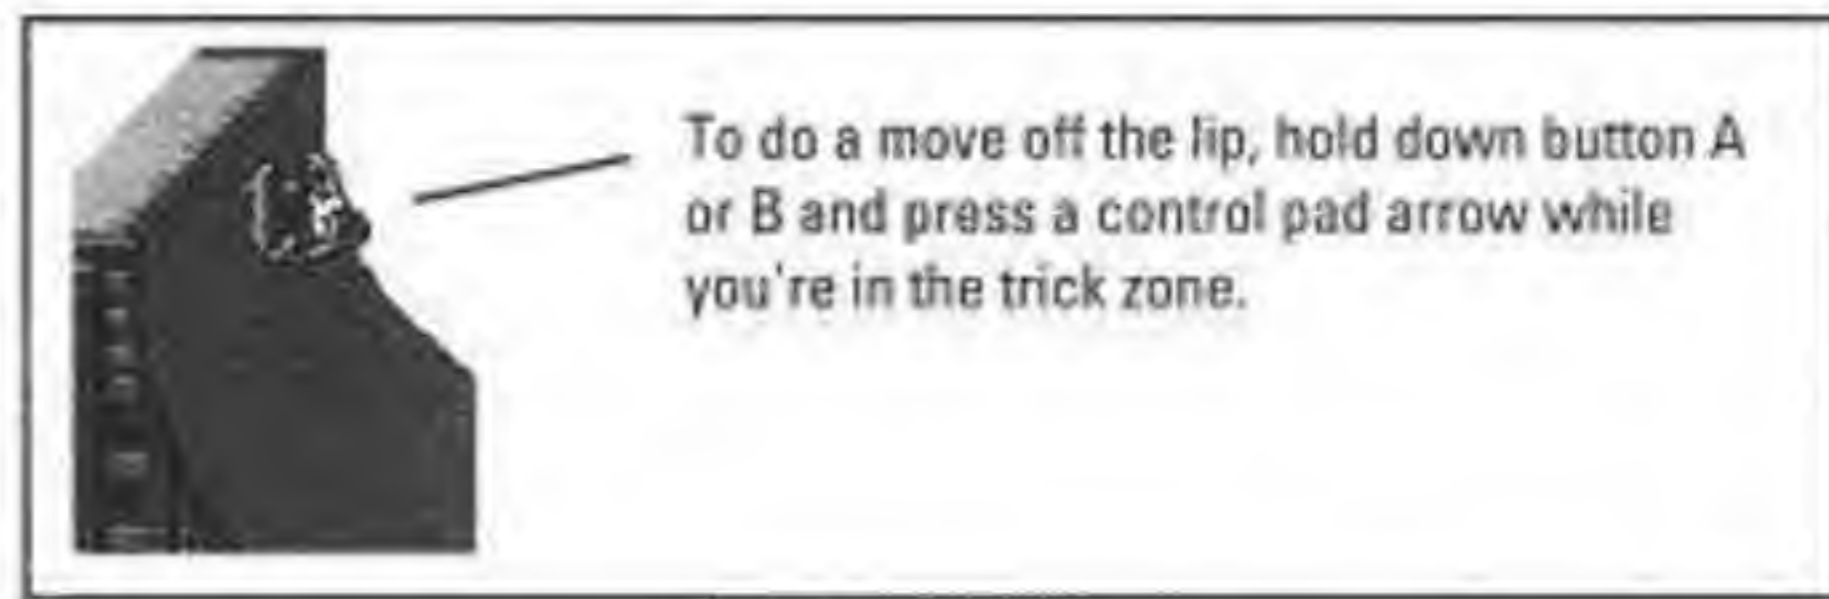 To do a move off the lip, hold down button A
or B and press a control pad arrow while
you're in the trick zone.